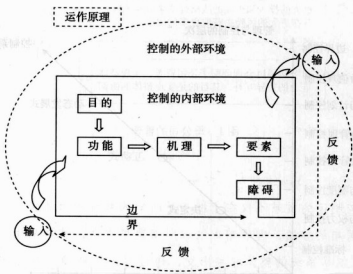 运作原理
控制的外部环境
输入
控制的内部环境
目的
功能
机理
要素
障碍
反馈
边界
输入
反馈